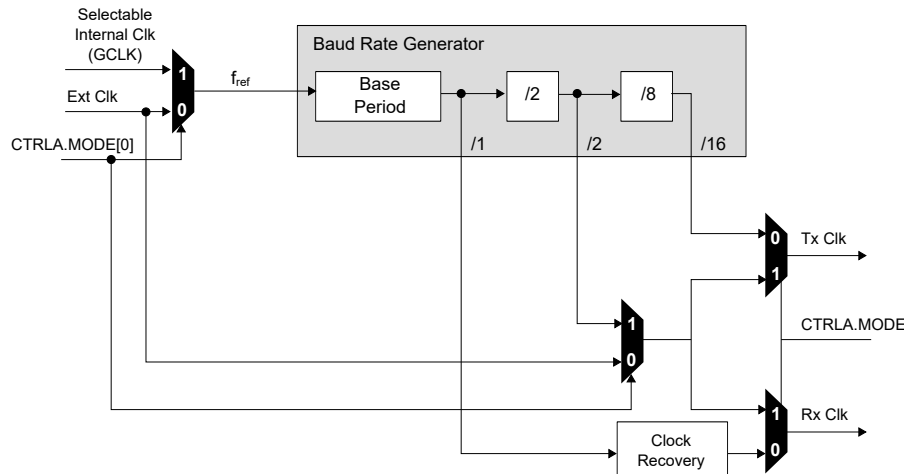 Selectable
Internal Clk
(GCLK)
Baud Rate Generator
1
fref
Base
Period
/2
/8
Ext Clk
0
CTRLA.MODE[0]
/1
/2
/16
0
Tx Clk
1
1
CTRLA.MODE
0
1
Rx Clk
Clock
Recovery
0